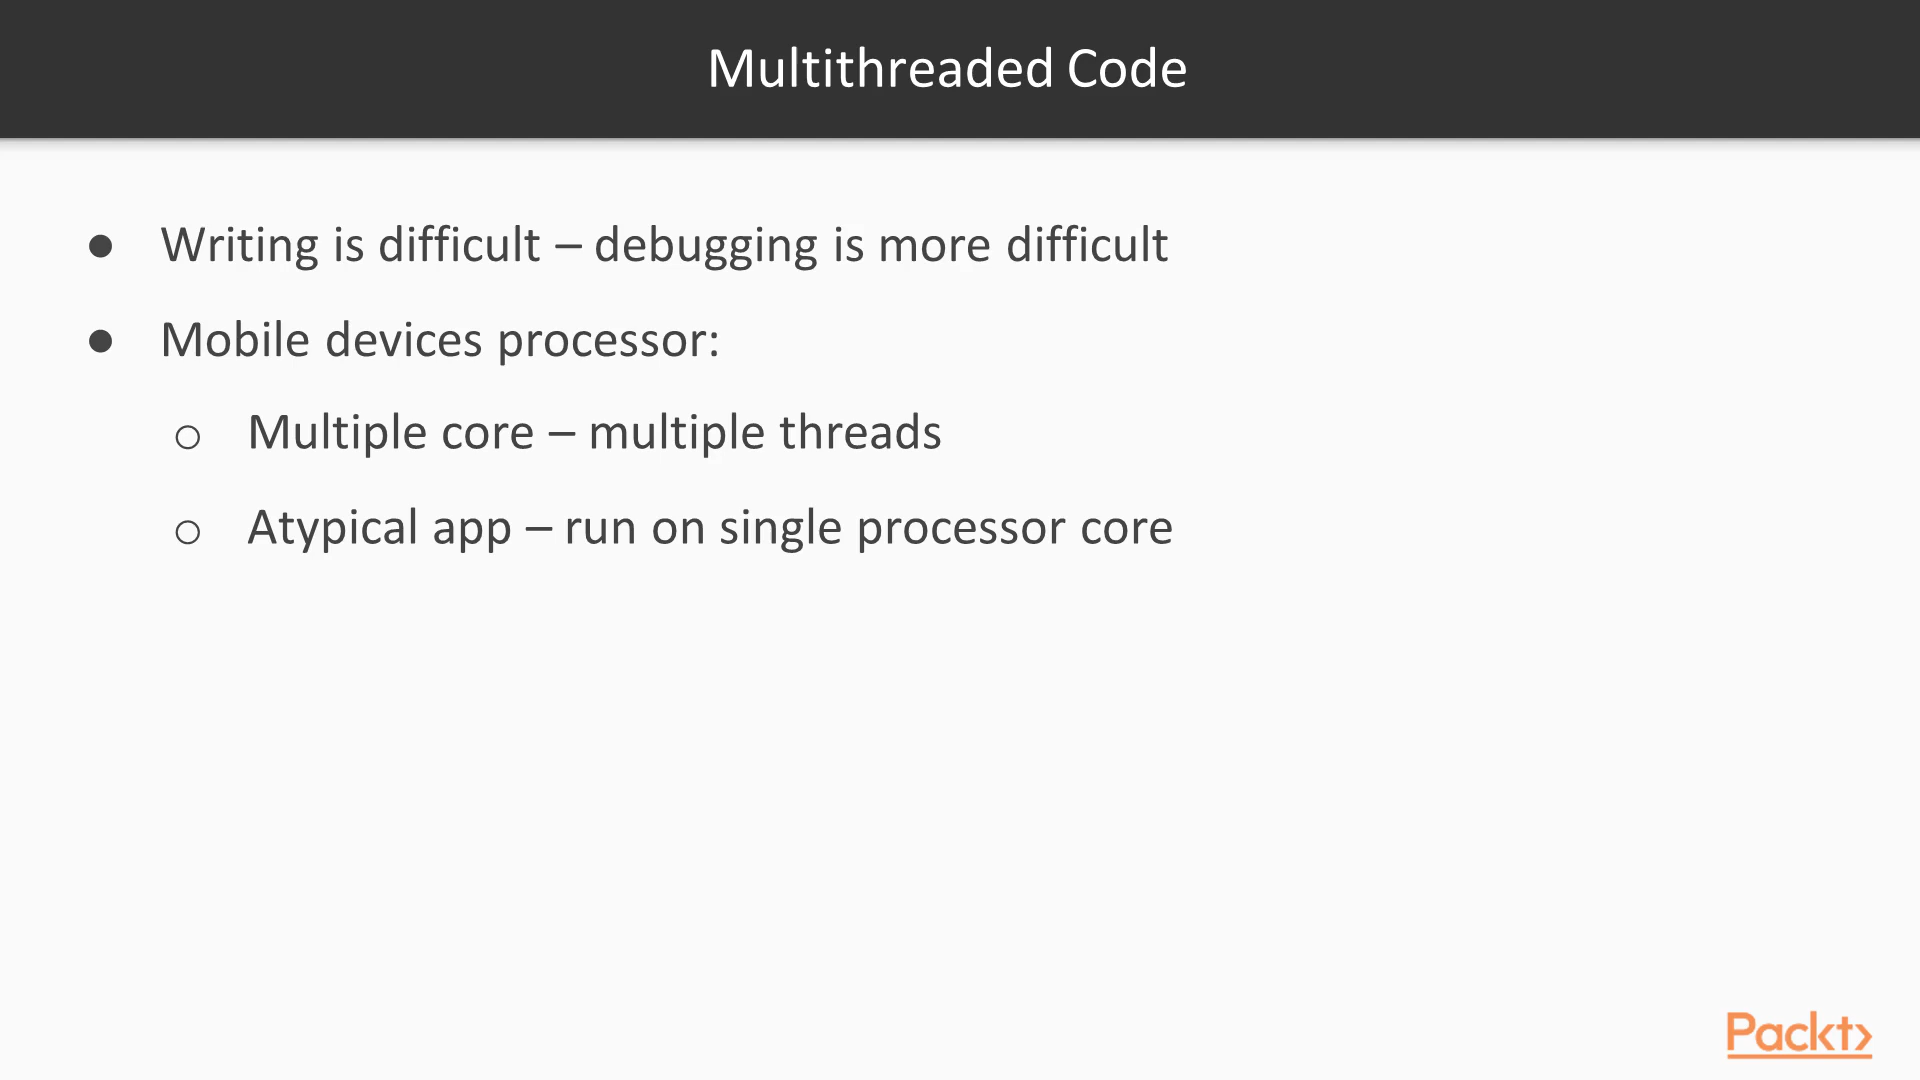 Multithreaded Code
● Writing is difficult – debugging is more difficult
● Mobile devices processor:
○ Multiple core – multiple threads
○ Atypical app – run on single processor core
Packt>